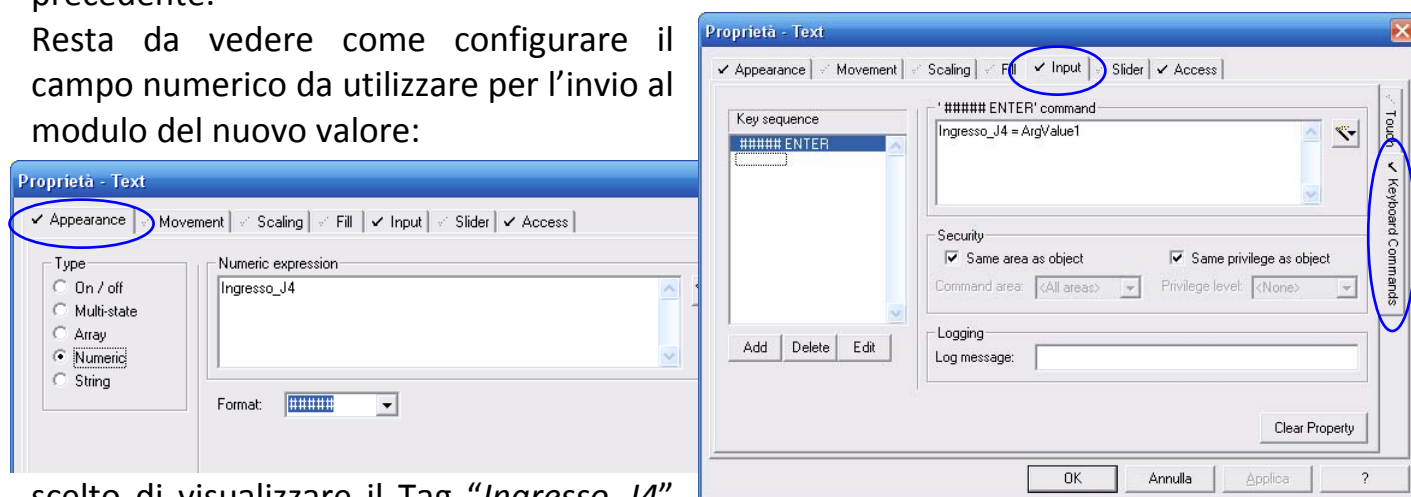 precedente.
Resta da vedere come configurare il
campo numerico da utilizzare per l’invio al
modulo del nuovo valore:
Proprietà - Text
Appearance Movement Scaling Fill Input Slider Access
Type
On / off
Multi-state
Array
Numeric
String
Numeric expression
Ingresso_J4
Format: #####
scelto di visualizzare il Tag “Ingresso_J4”
Proprietà - Text
Appearance Movement Scaling Fill Input Slider Access
Key sequence
##### ENTER
Add Delete Edit
' ##### ENTER' command
Ingresso_J4 = ArgValue1
Security
Same area as object Same privilege as object
Command area: <All areas> Privilege level: <None>
Logging
Log message:
Clear Property
Touch
Keyboard Commands
OK Annulla Applica ?